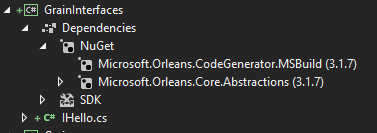 C# GrainInterfaces
Dependencies
NuGet
Microsoft.Orleans.CodeGenerator.MSBuild (3.1.7)
Microsoft.Orleans.Core.Abstractions (3.1.7)
SDK
C# IHello.cs